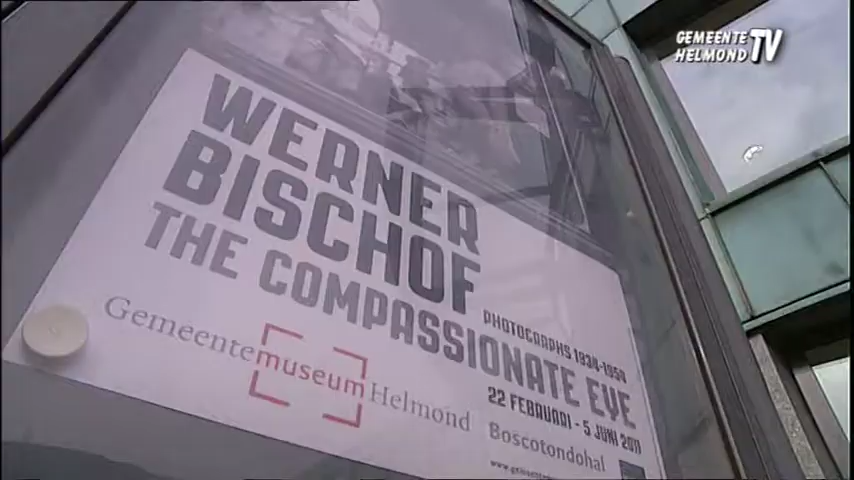 GEMEENTE
HELMOND TV
WERNER
BISCHOF
THE COMPASSIONATE EYE
PHOTOGRAPHS 1934-1954
22 FEBRUARI - 5 JUNI 2011
Boscotondohal
Gemeentemuseum Helmond